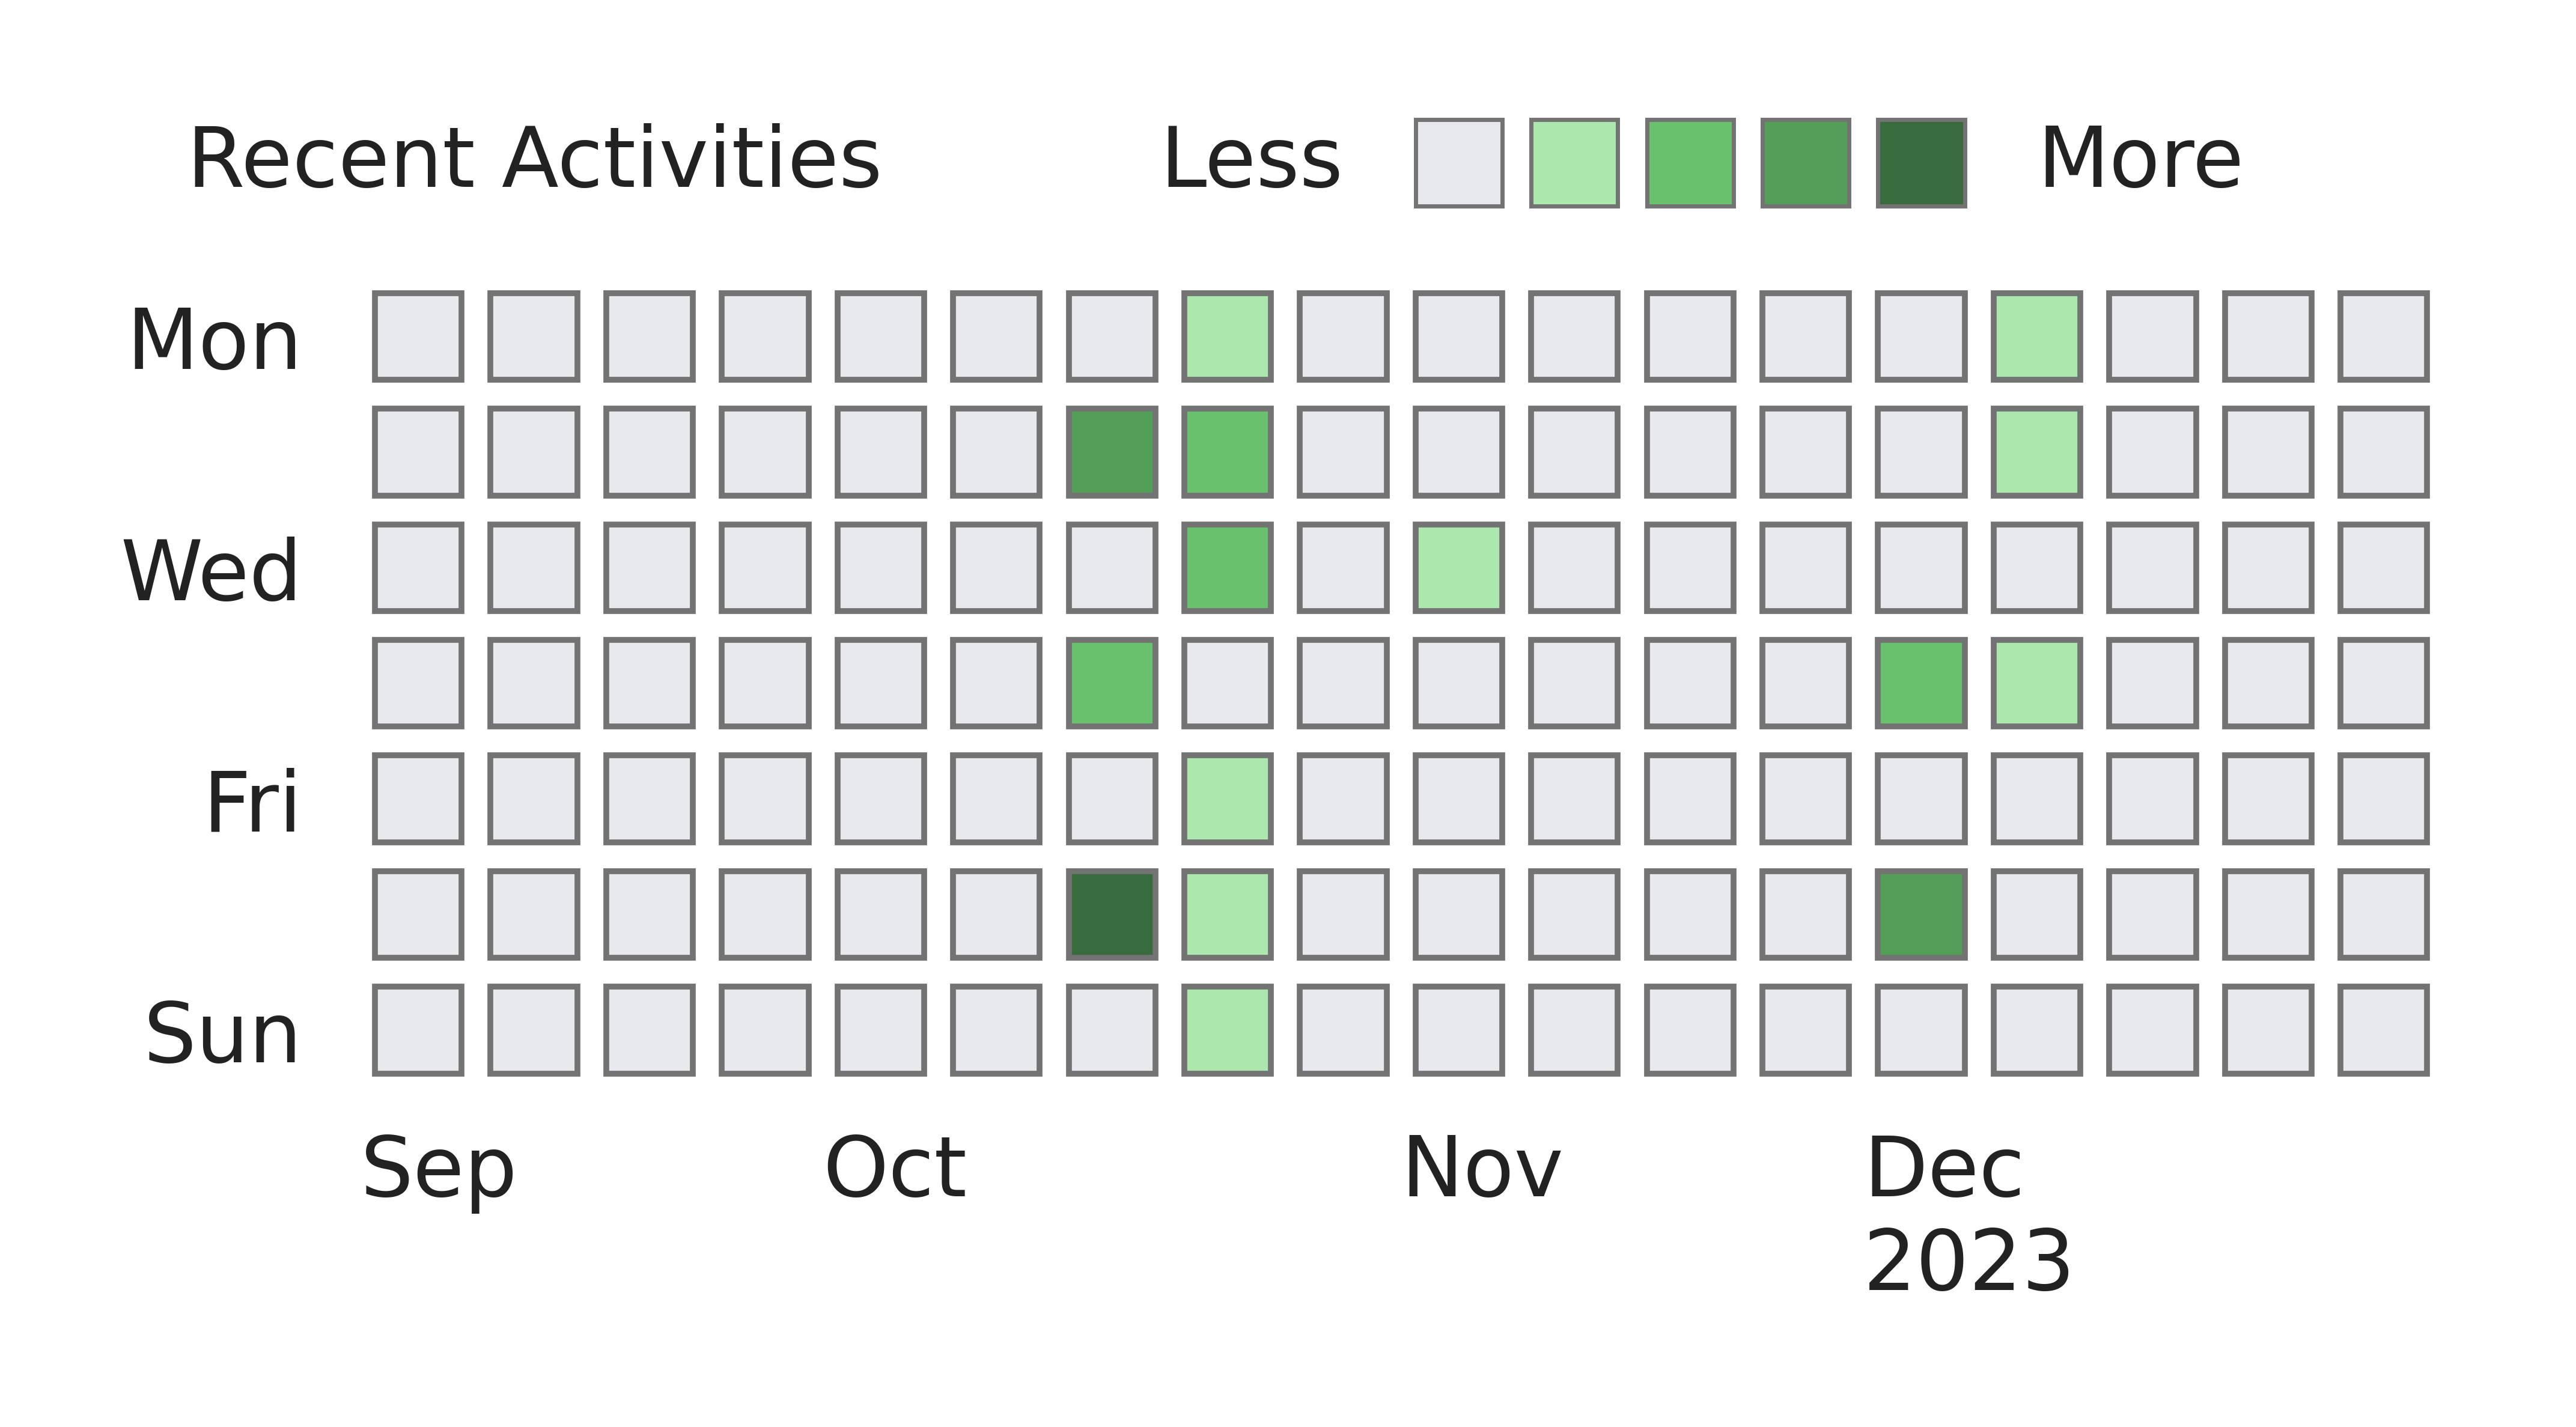 Recent Activities
Less More
Mon
Wed
Fri
Sun
Sep Oct Nov Dec
2023